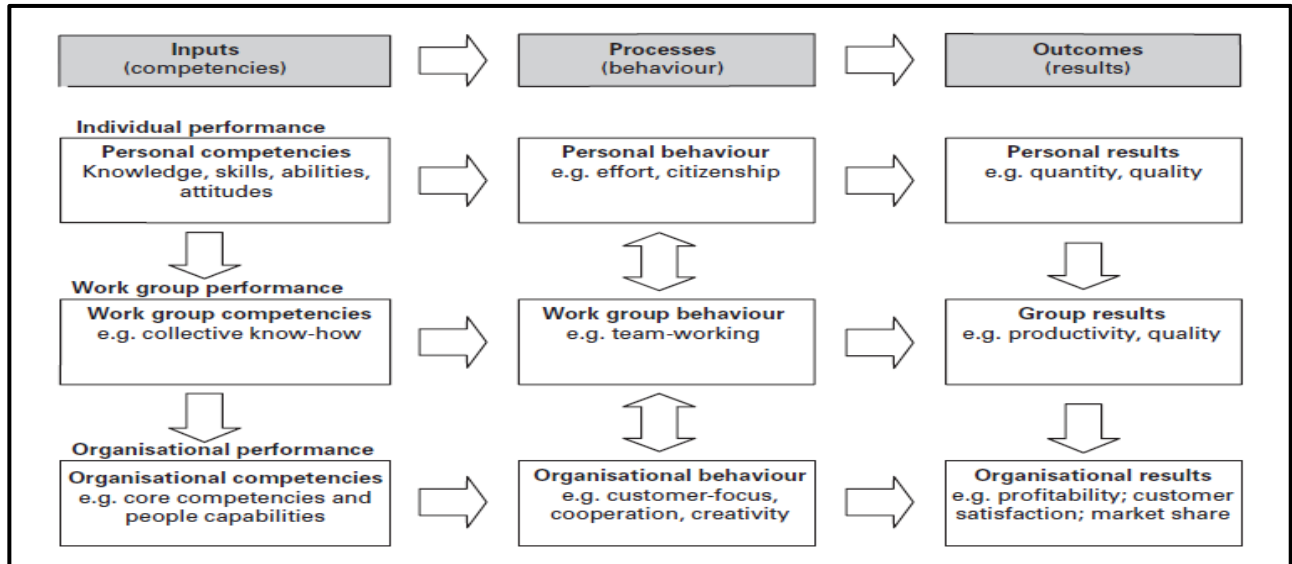 Inputs
(competencies)
Processes
(behaviour)
Outcomes
(results)
Individual performance
Personal competencies
Knowledge, skills, abilities,
attitudes
Personal behaviour
e.g. effort, citizenship
Personal results
e.g. quantity, quality
Work group performance
Work group competencies
e.g. collective know-how
Work group behaviour
e.g. team-working
Group results
e.g. productivity, quality
Organisational performance
Organisational competencies
e.g. core competencies and
people capabilities
Organisational behaviour
e.g. customer-focus,
cooperation, creativity
Organisational results
e.g. profitability; customer
satisfaction; market share